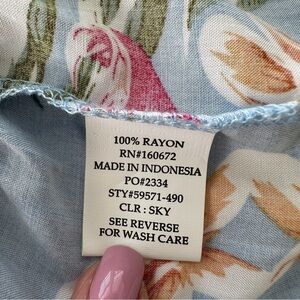 100% RAYON
RN#160672
MADE IN INDONESIA
PO#2334
STY#59571-490
CLR : SKY
SEE REVERSE
FOR WASH CARE